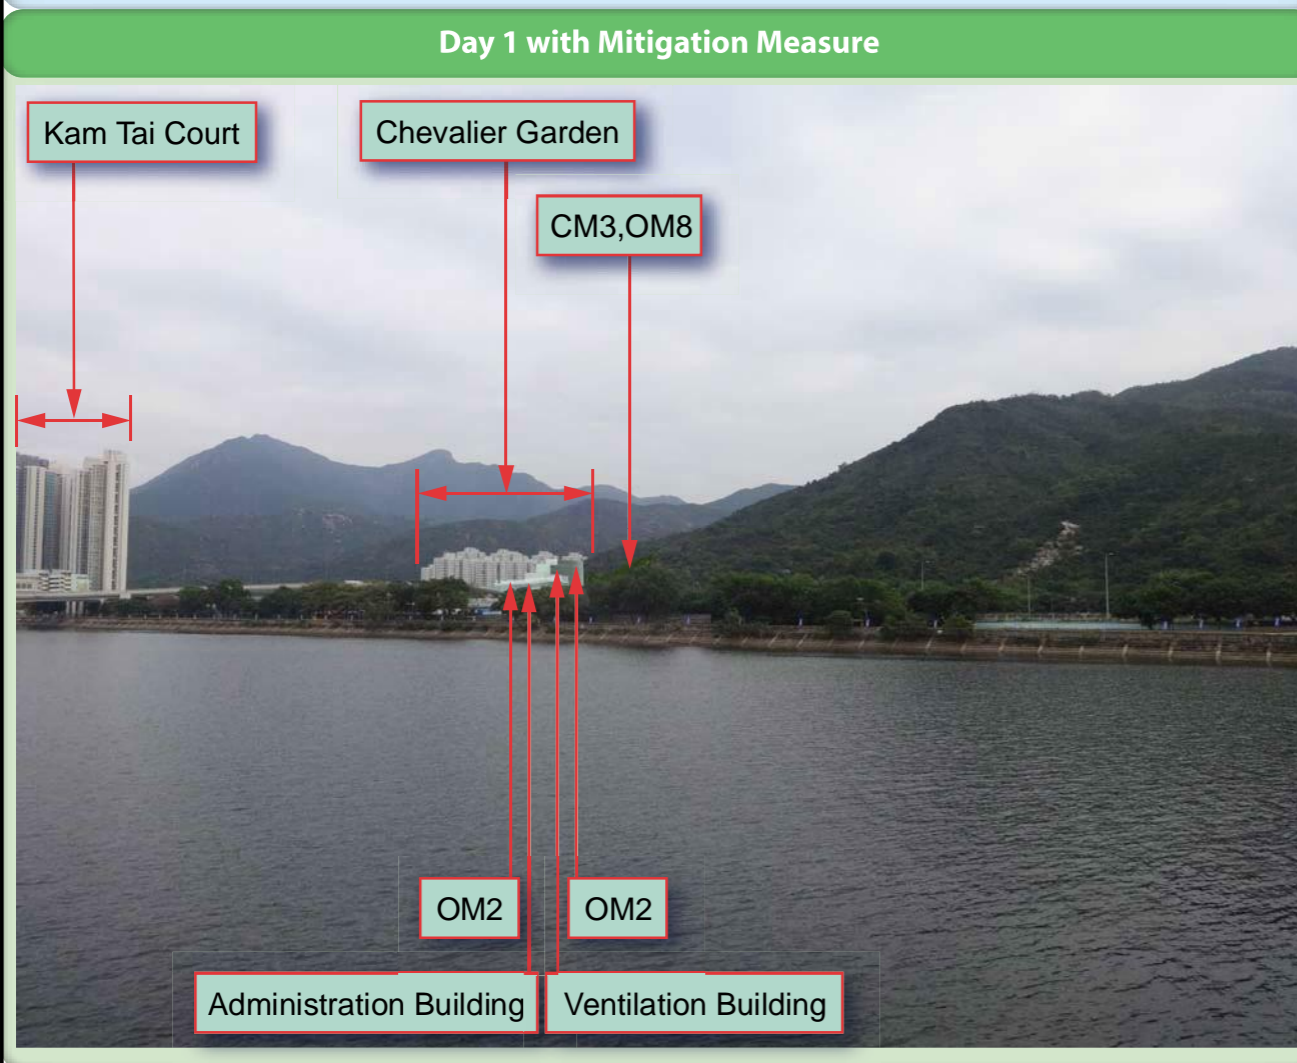 Day 1 with Mitigation Measure
Kam Tai Court
Chevalier Garden
CM3,OM8
OM2
OM2
Administration Building
Ventilation Building